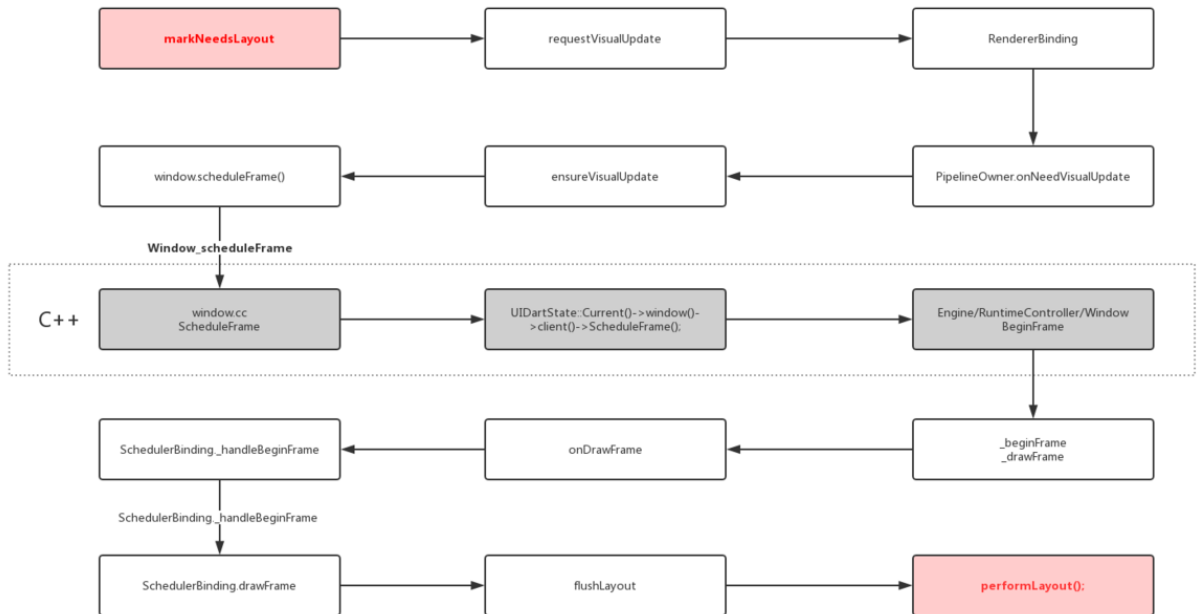 markNeedsLayout
requestVisualUpdate
RendererBinding
window.scheduleFrame()
ensureVisualUpdate
PipelineOwner.onNeedVisualUpdate
Window_scheduleFrame
C++
window.cc
ScheduleFrame
UIDartState::Current()->window()-
->client()->ScheduleFrame();
Engine/RuntimeController/Window
BeginFrame
SchedulerBinding._handleBeginFrame
onDrawFrame
_beginFrame
_drawFrame
SchedulerBinding._handleBeginFrame
SchedulerBinding.drawFrame
flushLayout
performLayout();